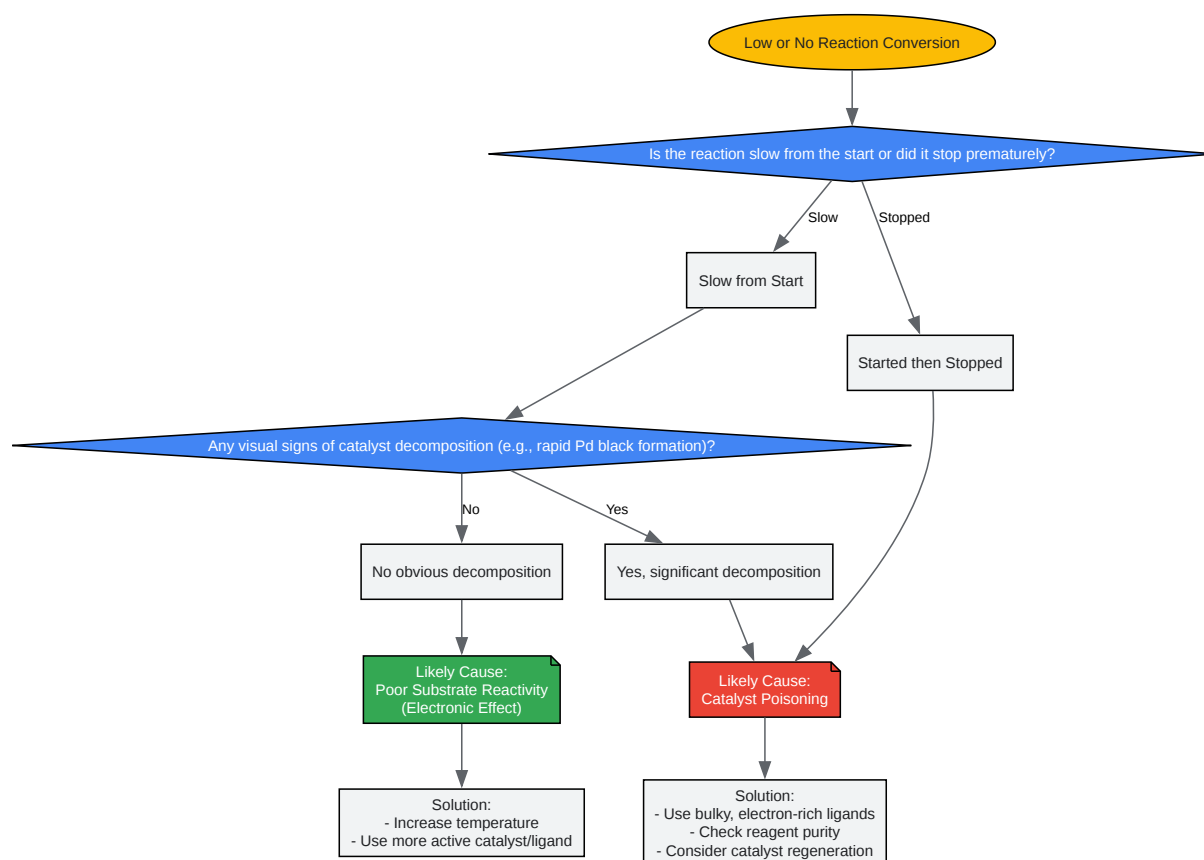 Low or No Reaction Conversion
Is the reaction slow from the start or did it stop prematurely?
Slow
Stopped
Slow from Start
Started then Stopped
Any visual signs of catalyst decomposition (e.g., rapid Pd black formation)?
No
Yes
No obvious decomposition
Yes, significant decomposition
Likely Cause:
Poor Substrate Reactivity
(Electronic Effect)
Likely Cause:
Catalyst Poisoning
Solution:
- Increase temperature
- Use more active catalyst/ligand
Solution:
- Use bulky, electron-rich ligands
- Check reagent purity
- Consider catalyst regeneration